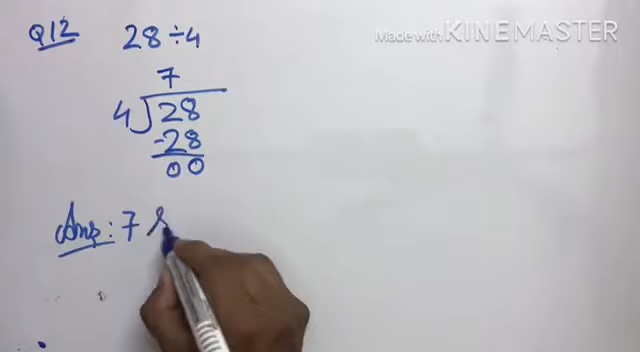 Made with KINEMASTER
Q12 28 ÷ 4
7
4 28
-28
00
Ans: 7